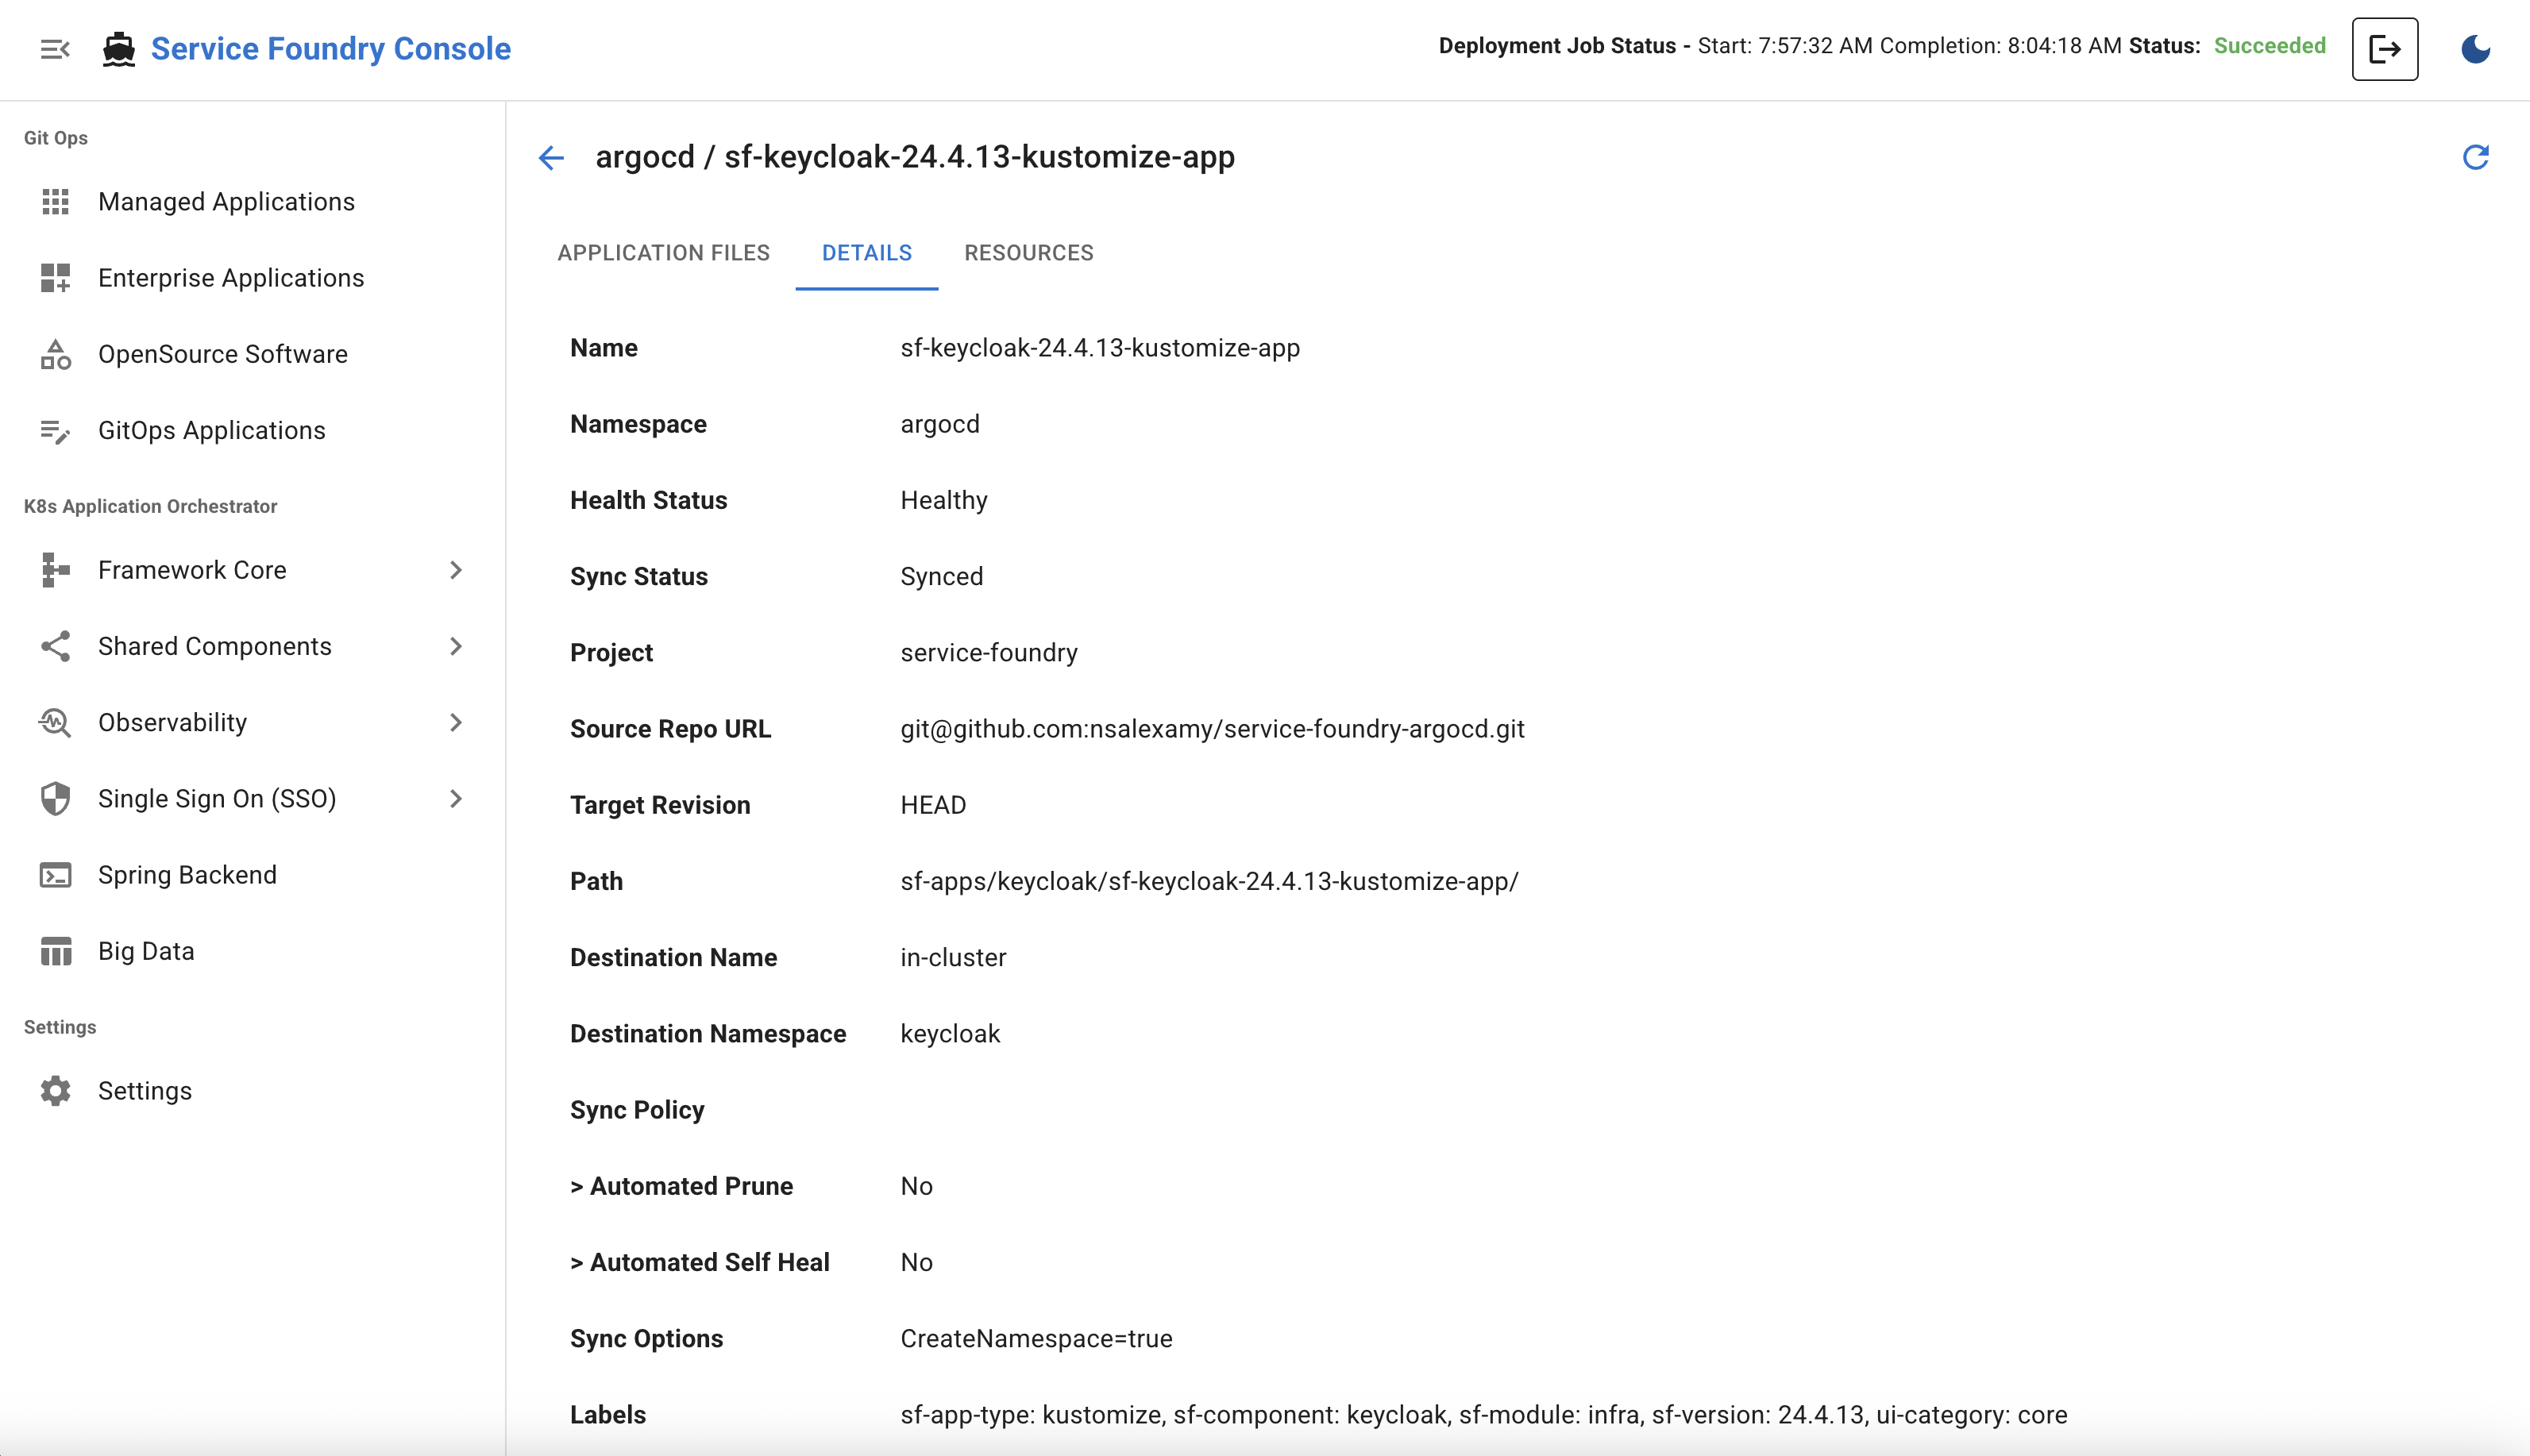 Service Foundry Console
Deployment Job Status - Start: 7:57:32 AM Completion: 8:04:18 AM Status: Succeeded
Git Ops
Managed Applications
Enterprise Applications
OpenSource Software
GitOps Applications
K8s Application Orchestrator
Framework Core
Shared Components
Observability
Single Sign On (SSO)
Spring Backend
Big Data
Settings
Settings
argocd / sf-keycloak-24.4.13-kustomize-app
APPLICATION FILES DETAILS RESOURCES
Name sf-keycloak-24.4.13-kustomize-app
Namespace argocd
Health Status Healthy
Sync Status Synced
Project service-foundry
Source Repo URL git@github.com:nsalexamy/service-foundry-argocd.git
Target Revision HEAD
Path sf-apps/keycloak/sf-keycloak-24.4.13-kustomize-app/
Destination Name in-cluster
Destination Namespace keycloak
Sync Policy
> Automated Prune No
> Automated Self Heal No
Sync Options CreateNamespace=true
Labels sf-app-type: kustomize, sf-component: keycloak, sf-module: infra, sf-version: 24.4.13, ui-category: core